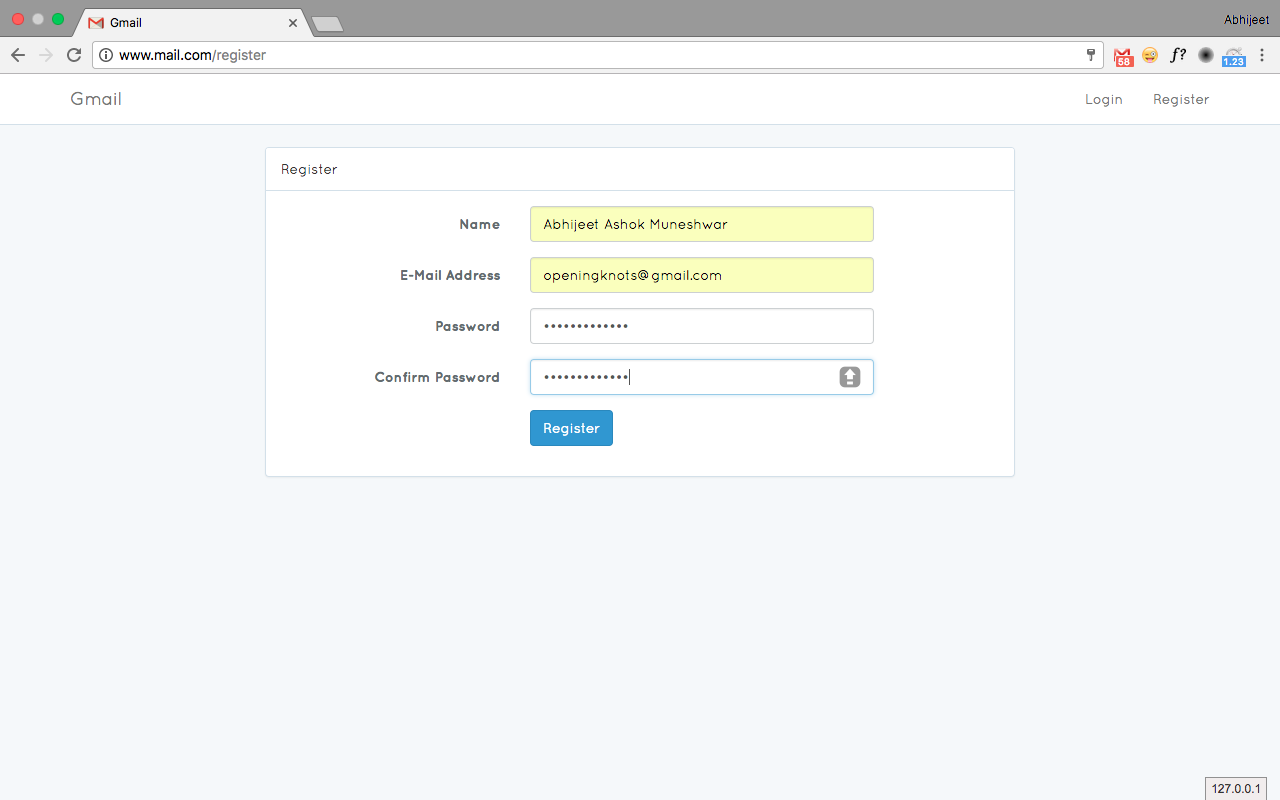 Gmail
Abhijeet
www.mail.com/register
58
f?
1.23
Gmail
Login
Register
Register
Name
Abhijeet Ashok Muneshwar
E-Mail Address
openingknots@gmail.com
Password
•••••••••••••
Confirm Password
•••••••••••••
Register
127.0.0.1